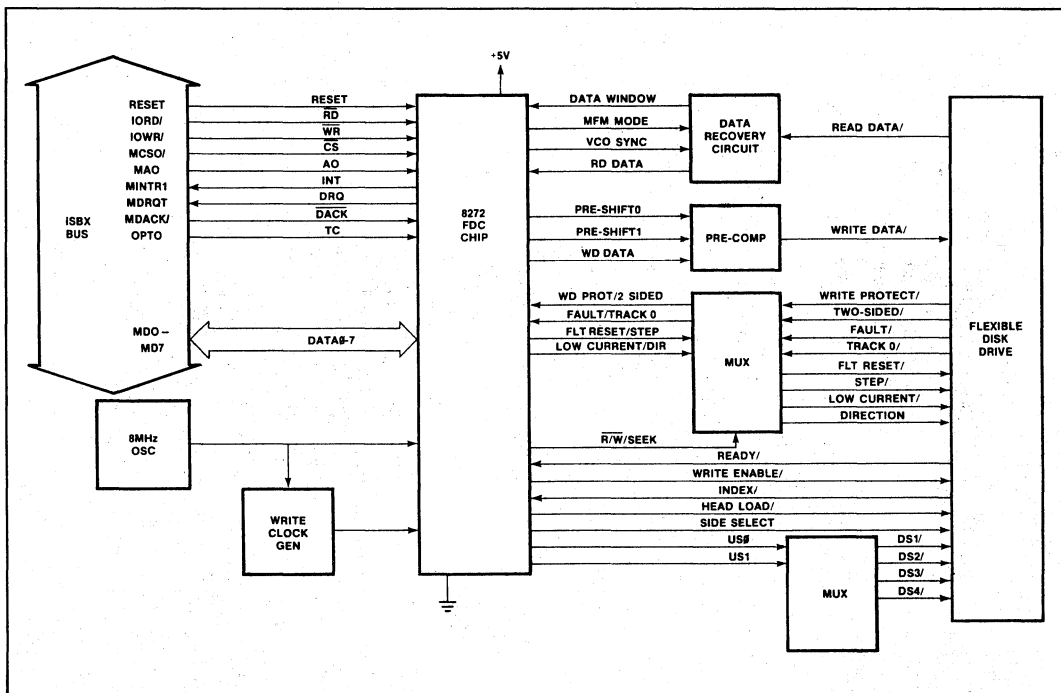 +5V
RESET
IORD/
IOWR/
MCSO/
MAO
MINTR1
MDRQT
MDACK/
OPTO
iSBX
BUS
MDO –
MD7
RESET
RD
WR
CS
AO
INT
DRQ
DACK
TC
DATAØ-7
8MHz
OSC
WRITE
CLOCK
GEN
8272
FDC
CHIP
DATA WINDOW
MFM MODE
VCO SYNC
RD DATA
DATA
RECOVERY
CIRCUIT
READ DATA/
PRE-SHIFT0
PRE-SHIFT1
WD DATA
PRE-COMP
WRITE DATA/
WD PROT/2 SIDED
FAULT/TRACK 0
FLT RESET/STEP
LOW CURRENT/DIR
MUX
WRITE PROTECT/
TWO-SIDED/
FAULT/
TRACK 0/
FLT RESET/
STEP/
LOW CURRENT/
DIRECTION
R/W/SEEK
READY/
WRITE ENABLE/
INDEX/
HEAD LOAD/
SIDE SELECT
USØ
US1
MUX
DS1/
DS2/
DS3/
DS4/
FLEXIBLE
DISK
DRIVE